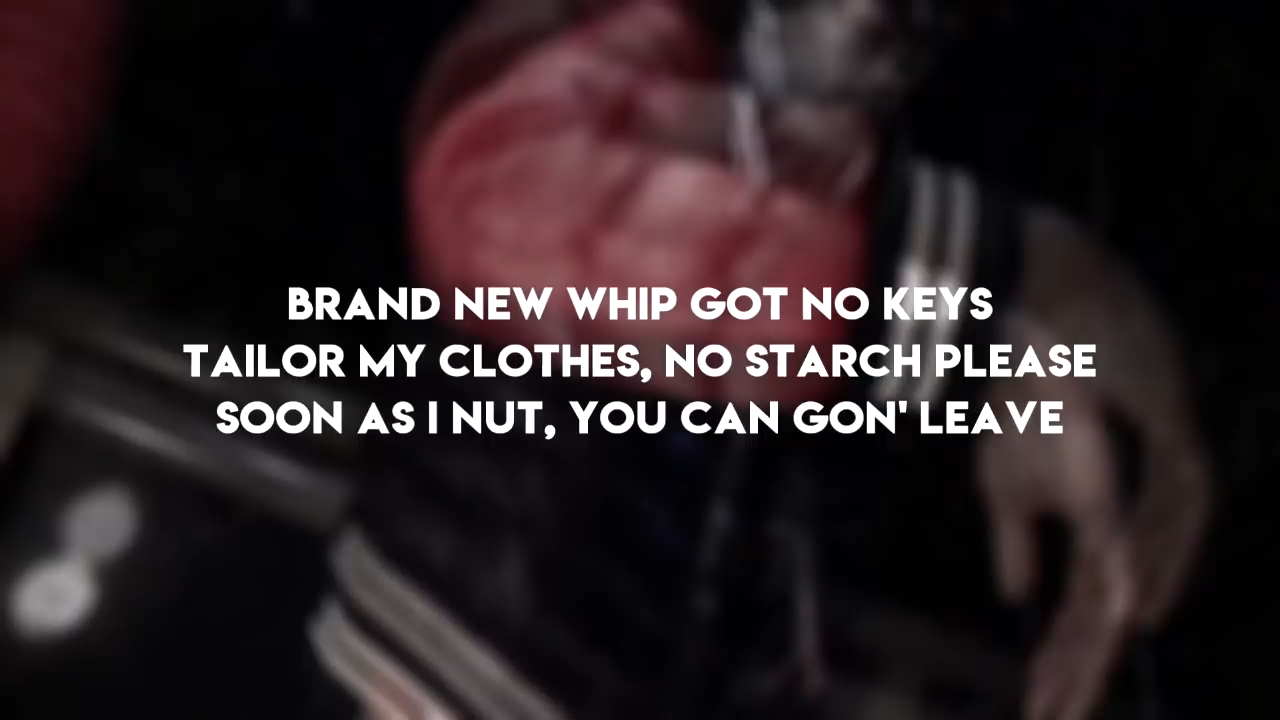 BRAND NEW WHIP GOT NO KEYS
TAILOR MY CLOTHES, NO STARCH PLEASE
SOON AS I NUT, YOU CAN GON' LEAVE